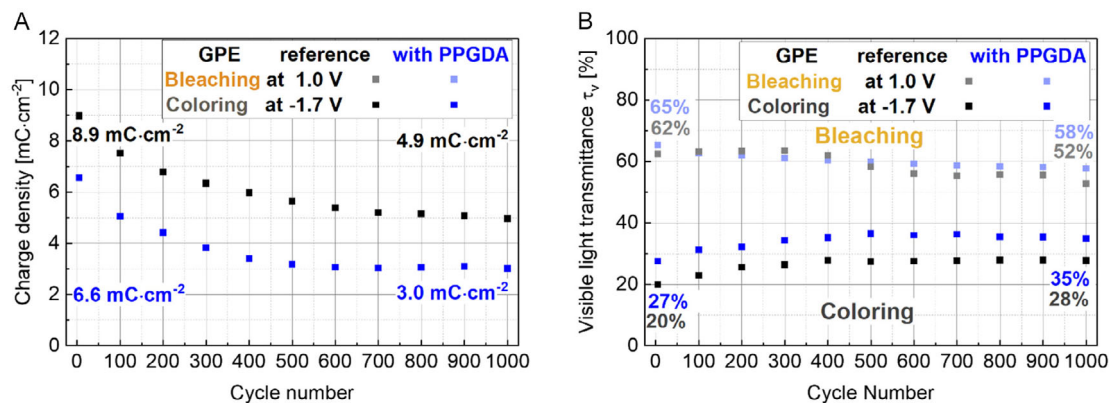 A
Charge density [mC·cm-2]
12
10
8
6
4
2
0
GPE reference with PPGDA
Bleaching at 1.0 V
Coloring at -1.7 V
8.9 mC·cm-2
4.9 mC·cm-2
6.6 mC·cm-2
3.0 mC·cm-2
0 100 200 300 400 500 600 700 800 900 1000
Cycle number
B
Visible light transmittance τv [%]
100
80
60
40
20
0
GPE reference with PPGDA
Bleaching at 1.0 V
Coloring at -1.7 V
65%
62%
Bleaching
58%
52%
27%
20%
Coloring
35%
28%
0 100 200 300 400 500 600 700 800 900 1000
Cycle Number